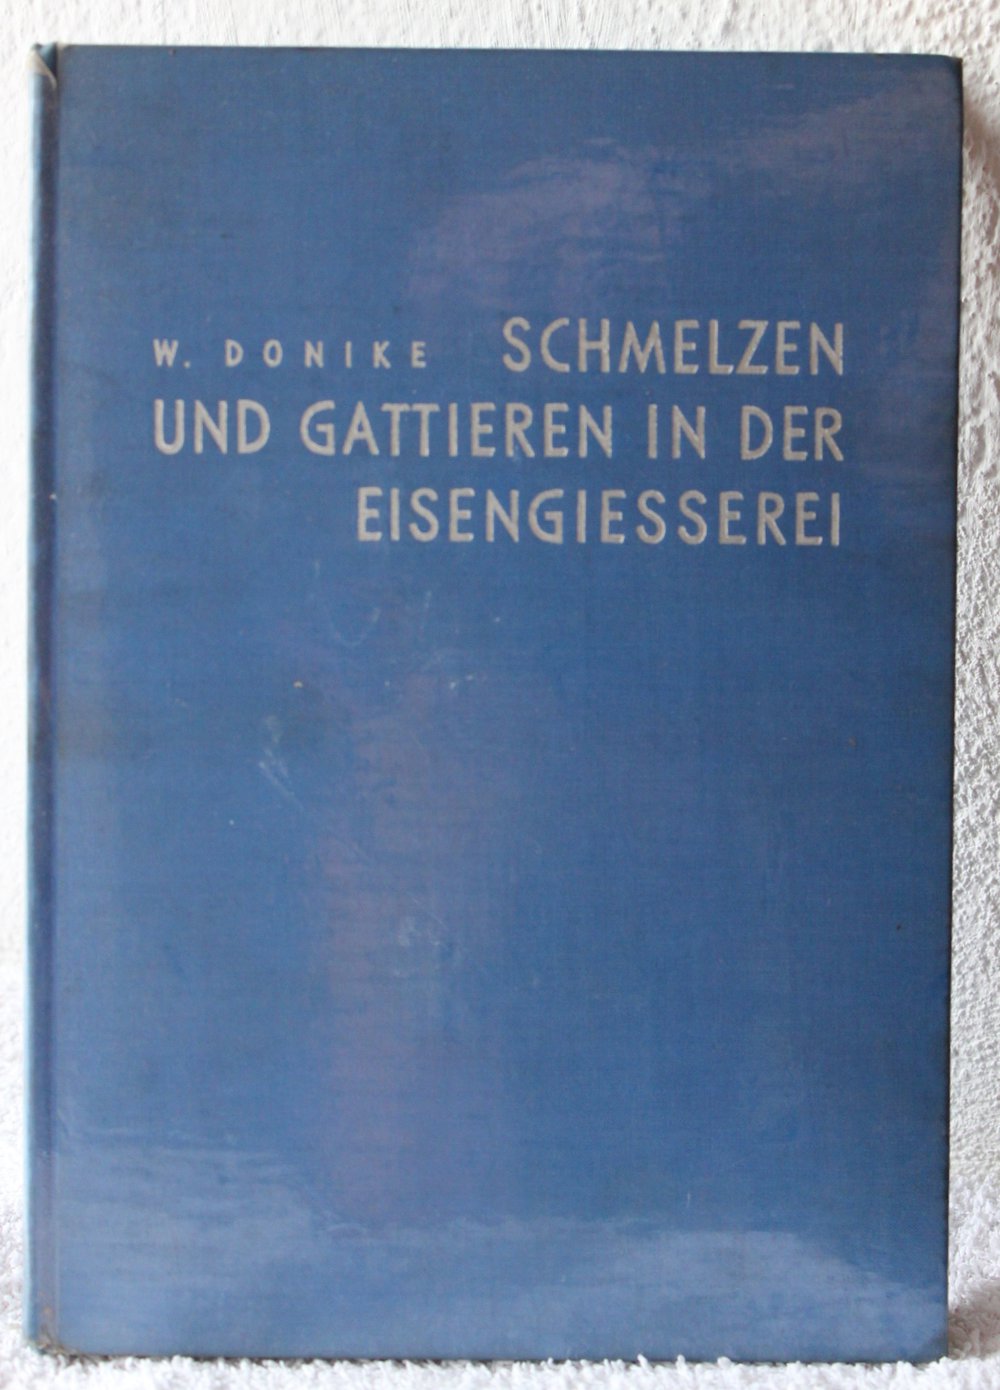 W. DONIKE SCHMELZEN
UND GATTIEREN IN DER
EISENGIESSEREI